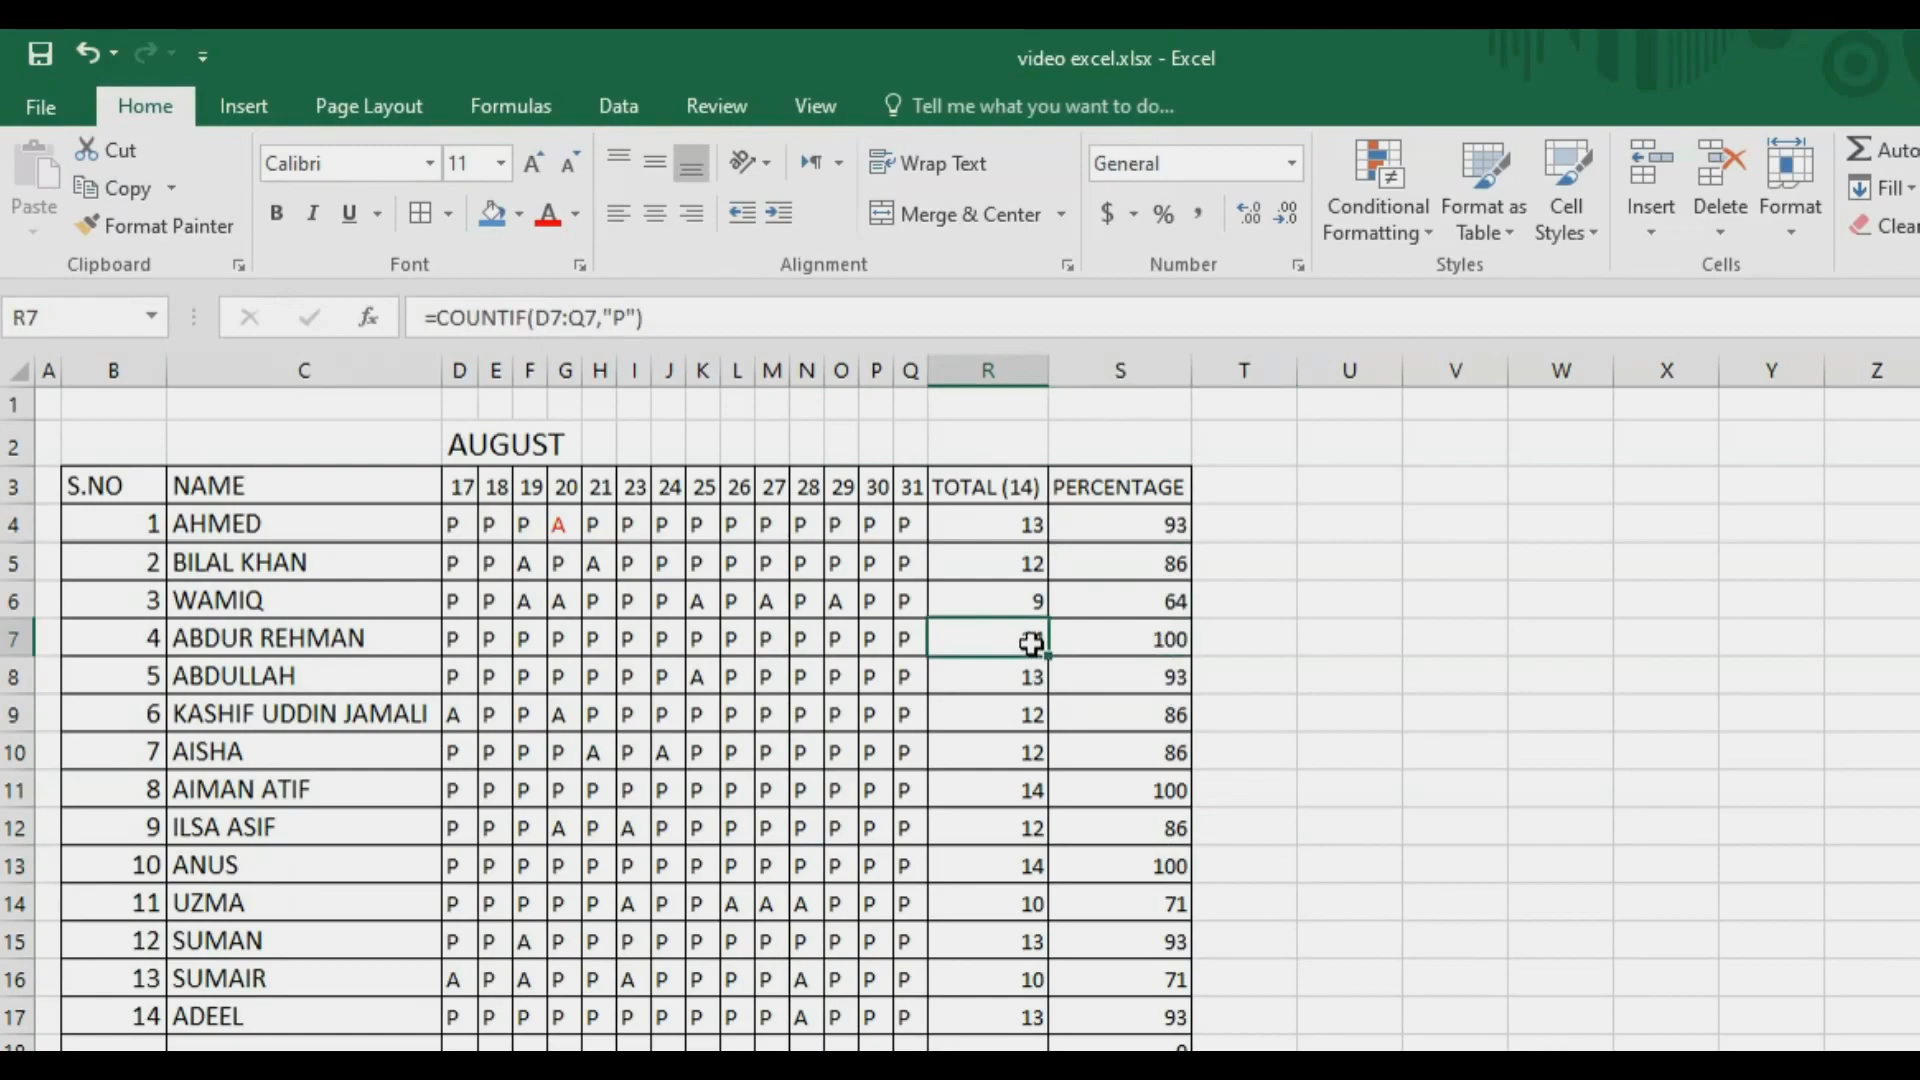 video excel.xlsx - Excel
File Home Insert Page Layout Formulas Data Review View Tell me what you want to do...
Paste Cut Copy Format Painter Clipboard
Calibri 11 B I U A Font
Wrap Text Merge & Center Alignment
General $ % , Number
Conditional Formatting Format as Table Cell Styles Styles
Insert Delete Format Cells
Fill
R7 fx =COUNTIF(D7:Q7,"P")
A B C D E F G H I J K L M N O P Q R S T U V W X Y Z
1
2 AUGUST
3 S.NO NAME 17 18 19 20 21 23 24 25 26 27 28 29 30 31 TOTAL (14) PERCENTAGE
4 1 AHMED P P P A P P P P P P P P P P 13 93
5 2 BILAL KHAN P P A P A P P P P P P P P P 12 86
6 3 WAMIQ P P A A P P P A P A P A P P 9 64
7 4 ABDUR REHMAN P P P P P P P P P P P P P P 100
8 5 ABDULLAH P P P P P P P A P P P P P P 13 93
9 6 KASHIF UDDIN JAMALI A P P A P P P P P P P P P P 12 86
10 7 AISHA P P P P A P A P P P P P P P 12 86
11 8 AIMAN ATIF P P P P P P P P P P P P P P 14 100
12 9 ILSA ASIF P P P A P A P P P P P P P P 12 86
13 10 ANUS P P P P P P P P P P P P P P 14 100
14 11 UZMA P P P P P A P P A A A P P P 10 71
15 12 SUMAN P P A P P P P P P P P P P P 13 93
16 13 SUMAIR A P A P P A P P P P A P P P 10 71
17 14 ADEEL P P P P P P P P P P A P P P 13 93